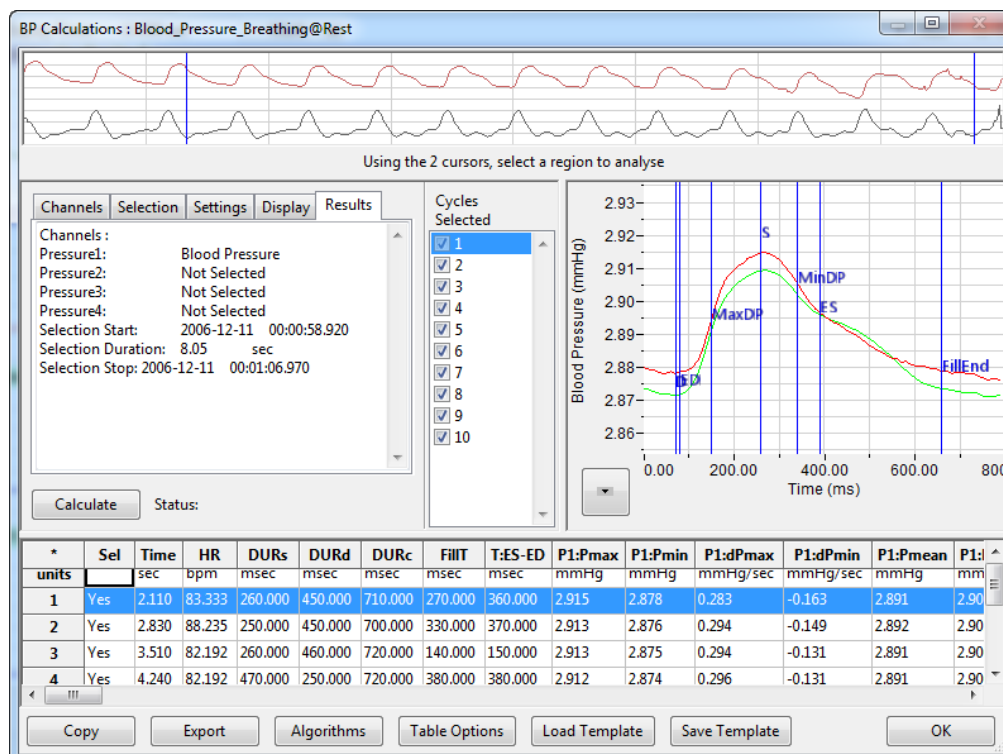 BP Calculations : Blood_Pressure_Breathing@Rest
Using the 2 cursors, select a region to analyse
Channels Selection Settings Display Results
Channels :
Pressure1: Blood Pressure
Pressure2: Not Selected
Pressure3: Not Selected
Pressure4: Not Selected
Selection Start: 2006-12-11 00:00:58.920
Selection Duration: 8.05 sec
Selection Stop: 2006-12-11 00:01:06.970
Calculate Status:
Cycles
Selected
1
2
3
4
5
6
7
8
9
10
Blood Pressure (mmHg)
2.93
2.92
2.91
2.90
2.89
2.88
2.87
2.86
S
MinDP
ES
MaxDP
ED
FillEnd
0.00 200.00 400.00 600.00 800
Time (ms)
* Sel Time HR DURs DURd DURc FillT T:ES-ED P1:Pmax P1:Pmin P1:dPmax P1:dPmin P1:Pmean
units sec bpm msec msec msec msec msec mmHg mmHg mmHg/sec mmHg/sec mmHg
1 Yes 2.110 83.333 260.000 450.000 710.000 270.000 360.000 2.915 2.878 0.283 -0.163 2.891 2.90
2 Yes 2.830 88.235 250.000 450.000 700.000 330.000 370.000 2.913 2.876 0.294 -0.149 2.892 2.90
3 Yes 3.510 82.192 260.000 460.000 720.000 140.000 150.000 2.913 2.875 0.294 -0.131 2.891 2.90
4 Yes 4.240 82.192 470.000 250.000 720.000 380.000 380.000 2.912 2.874 0.296 -0.131 2.891 2.90
Copy Export Algorithms Table Options Load Template Save Template OK